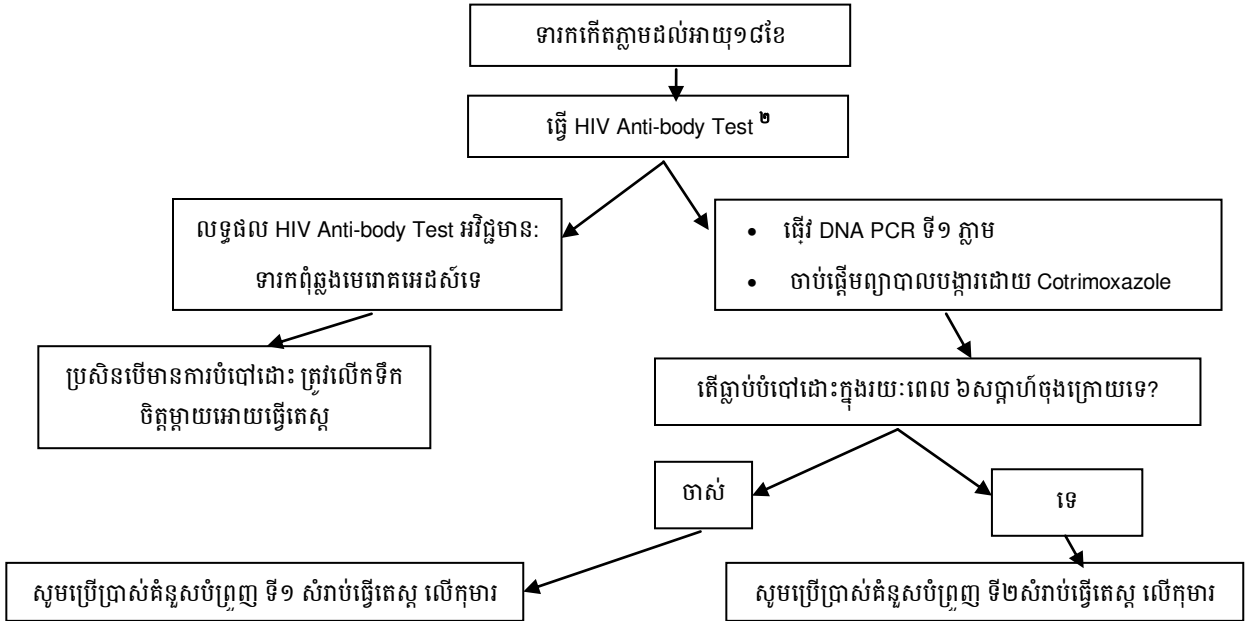 ទារកកើតភ្លាមដល់អាយុ១៨ខែ
ធ្វើ HIV Anti-body Test ២
លទ្ធផល HIV Anti-body Test អវិជ្ជមាន:
ទារកពុំឆ្លងមេរោគអេដស៍ទេ
• ធ្វើ DNA PCR ទី១ ភ្លាម
• ចាប់ផ្តើមព្យាបាលបង្ការដោយ Cotrimoxazole
ប្រសិនបើមានការបំបៅដោះ ត្រូវលើកទឹក
ចិត្តម្តាយអោយធ្វើតេស្ត
តើធ្លាប់បំបៅដោះក្នុងរយ:ពេល ៦សប្តាហ៍ចុងក្រោយទេ?
ចាស់
ទេ
សូមប្រើប្រាស់គំនួសបំព្រួញ ទី១ សំរាប់ធ្វើតេស្ត លើកុមារ
សូមប្រើប្រាស់គំនួសបំព្រួញ ទី២សំរាប់ធ្វើតេស្ត លើកុមារ